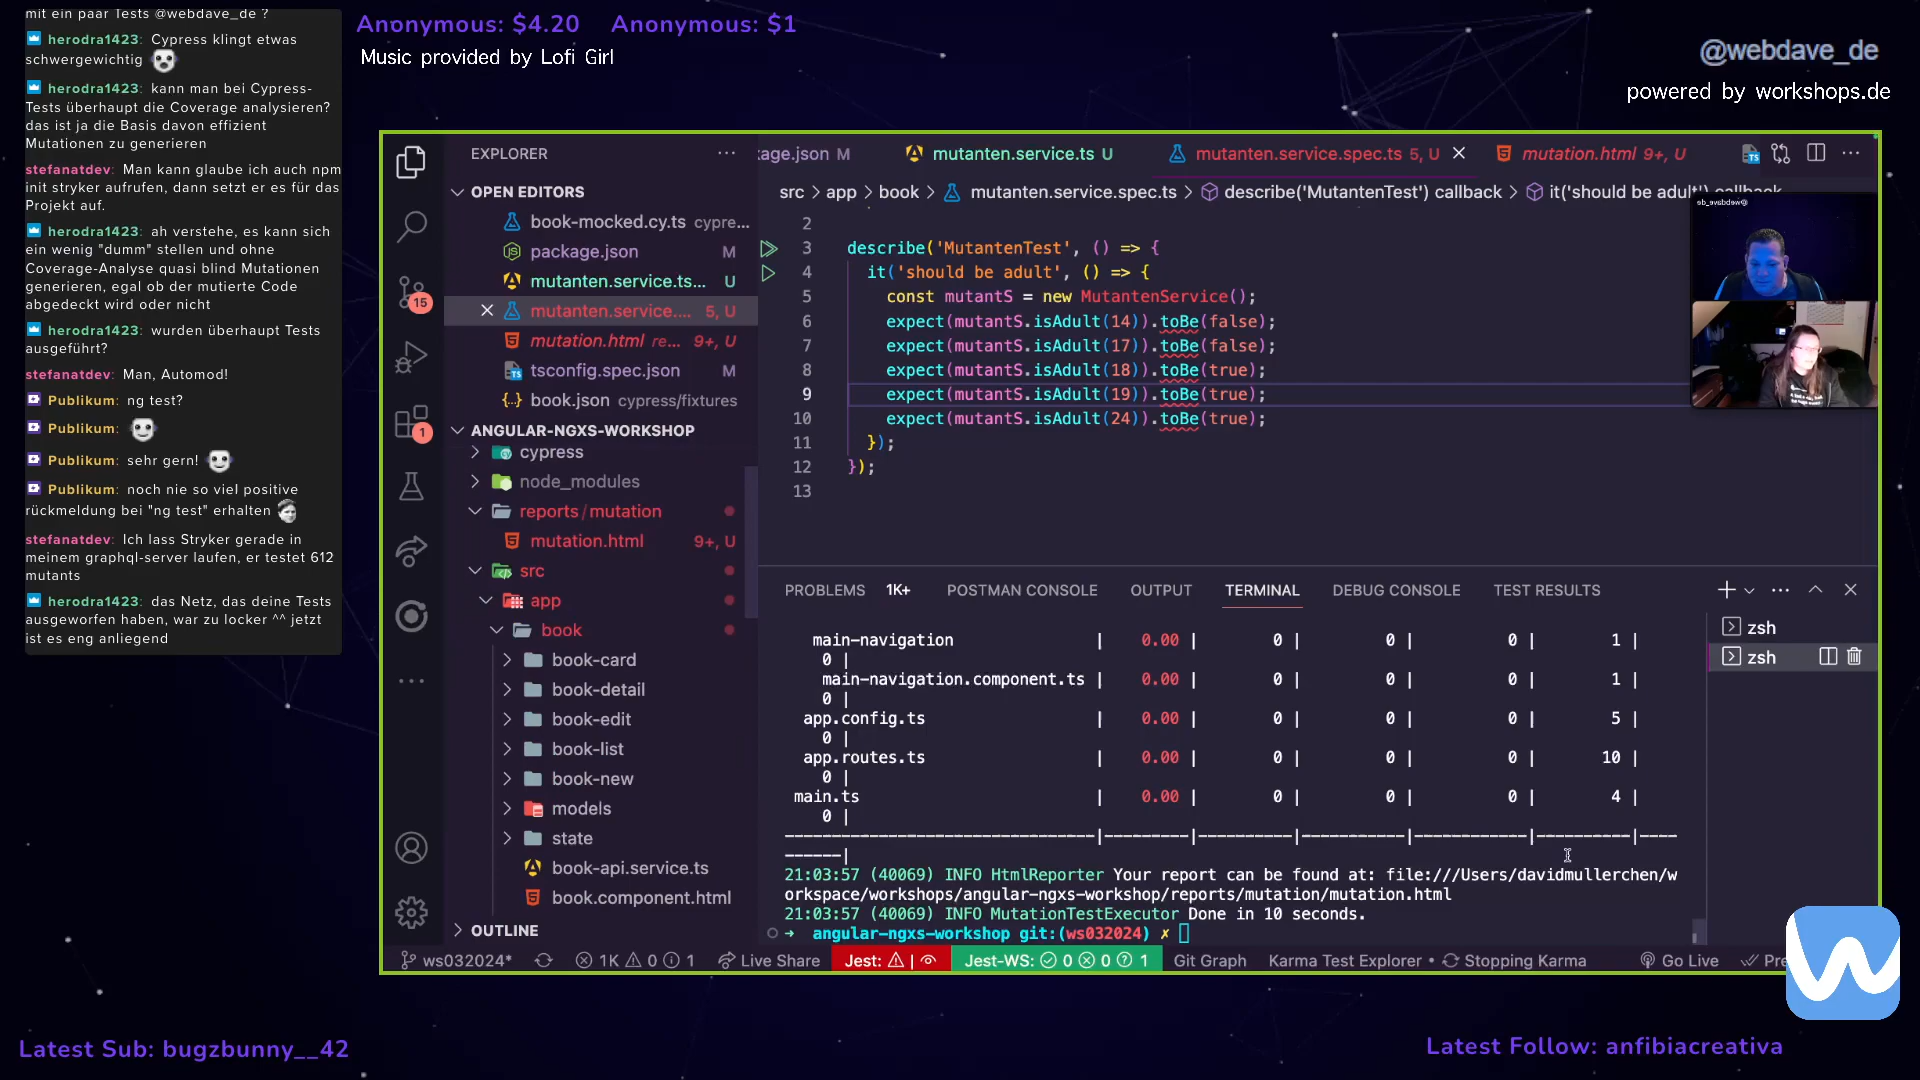 mit ein paar Tests @webdave_de ?
herodra1423: Cypress klingt etwas
schwergewichtig
herodra1423: kann man bei Cypress-
Tests überhaupt die Coverage analysieren?
das ist ja die Basis davon effizient
Mutationen zu generieren
stefanatdev: Man kann glaube ich auch npm
init stryker aufrufen, dann setzt er es für das
Projekt auf.
herodra1423: ah verstehe, es kann sich
ein wenig "dumm" stellen und ohne
Coverage-Analyse quasi blind Mutationen
generieren, egal ob der mutierte Code
abgedeckt wird oder nicht
herodra1423: wurden überhaupt Tests
ausgeführt?
stefanatdev: Man, Automod!
Publikum: ng test?
Publikum:
Publikum: sehr gern!
Publikum: noch nie so viel positive
rückmeldung bei "ng test" erhalten
stefanatdev: Ich lass Stryker gerade in
meinem graphql-server laufen, er testet 612
mutants
herodra1423: das Netz, das deine Tests
ausgeworfen haben, war zu locker ^^ jetzt
ist es eng anliegend
Anonymous: $4.20 Anonymous: $1
Music provided by Lofi Girl
@webdave_de
powered by workshops.de
EXPLORER
OPEN EDITORS
book-mocked.cy.ts cypre...
package.json M
mutanten.service.ts... U
mutanten.service.... 5, U
mutation.html re... 9+, U
tsconfig.spec.json M
book.json cypress/fixtures
ANGULAR-NGXS-WORKSHOP
cypress
node_modules
reports/mutation
mutation.html 9+, U
src
app
book
book-card
book-detail
book-edit
book-list
book-new
models
state
book-api.service.ts
book.component.html
OUTLINE
15
1
kage.json M mutanten.service.ts U mutanten.service.spec.ts 5, U mutation.html 9+, U
src > app > book > mutanten.service.spec.ts > describe('MutantenTest') callback > it('should be adult') callback
@webdave_de
2
3 describe('MutantenTest', () => {
4 it('should be adult', () => {
5 const mutantS = new MutantenService();
6 expect(mutantS.isAdult(14)).toBe(false);
7 expect(mutantS.isAdult(17)).toBe(false);
8 expect(mutantS.isAdult(18)).toBe(true);
9 expect(mutantS.isAdult(19)).toBe(true);
10 expect(mutantS.isAdult(24)).toBe(true);
11 });
12 });
13
PROBLEMS 1K+ POSTMAN CONSOLE OUTPUT TERMINAL DEBUG CONSOLE TEST RESULTS
zsh
zsh
main-navigation | 0.00 | 0 | 0 | 0 | 1 |
0 |
main-navigation.component.ts | 0.00 | 0 | 0 | 0 | 1 |
0 |
app.config.ts | 0.00 | 0 | 0 | 0 | 5 |
0 |
app.routes.ts | 0.00 | 0 | 0 | 0 | 10 |
0 |
main.ts | 0.00 | 0 | 0 | 0 | 4 |
0 |
--------------------------------|---------|----------|-----------|------------|----------|----
------|
21:03:57 (40069) INFO HtmlReporter Your report can be found at: file:///Users/davidmullerchen/w
orkspace/workshops/angular-ngxs-workshop/reports/mutation/mutation.html
21:03:57 (40069) INFO MutationTestExecutor Done in 10 seconds.
➜ angular-ngxs-workshop git:(ws032024) ✗
ws032024* 1K 0 1 Live Share Jest: | Jest-WS: 0 0 1 Git Graph Karma Test Explorer • Stopping Karma Go Live Pre
Latest Sub: bugzbunny__42
Latest Follow: anfibiacreativa